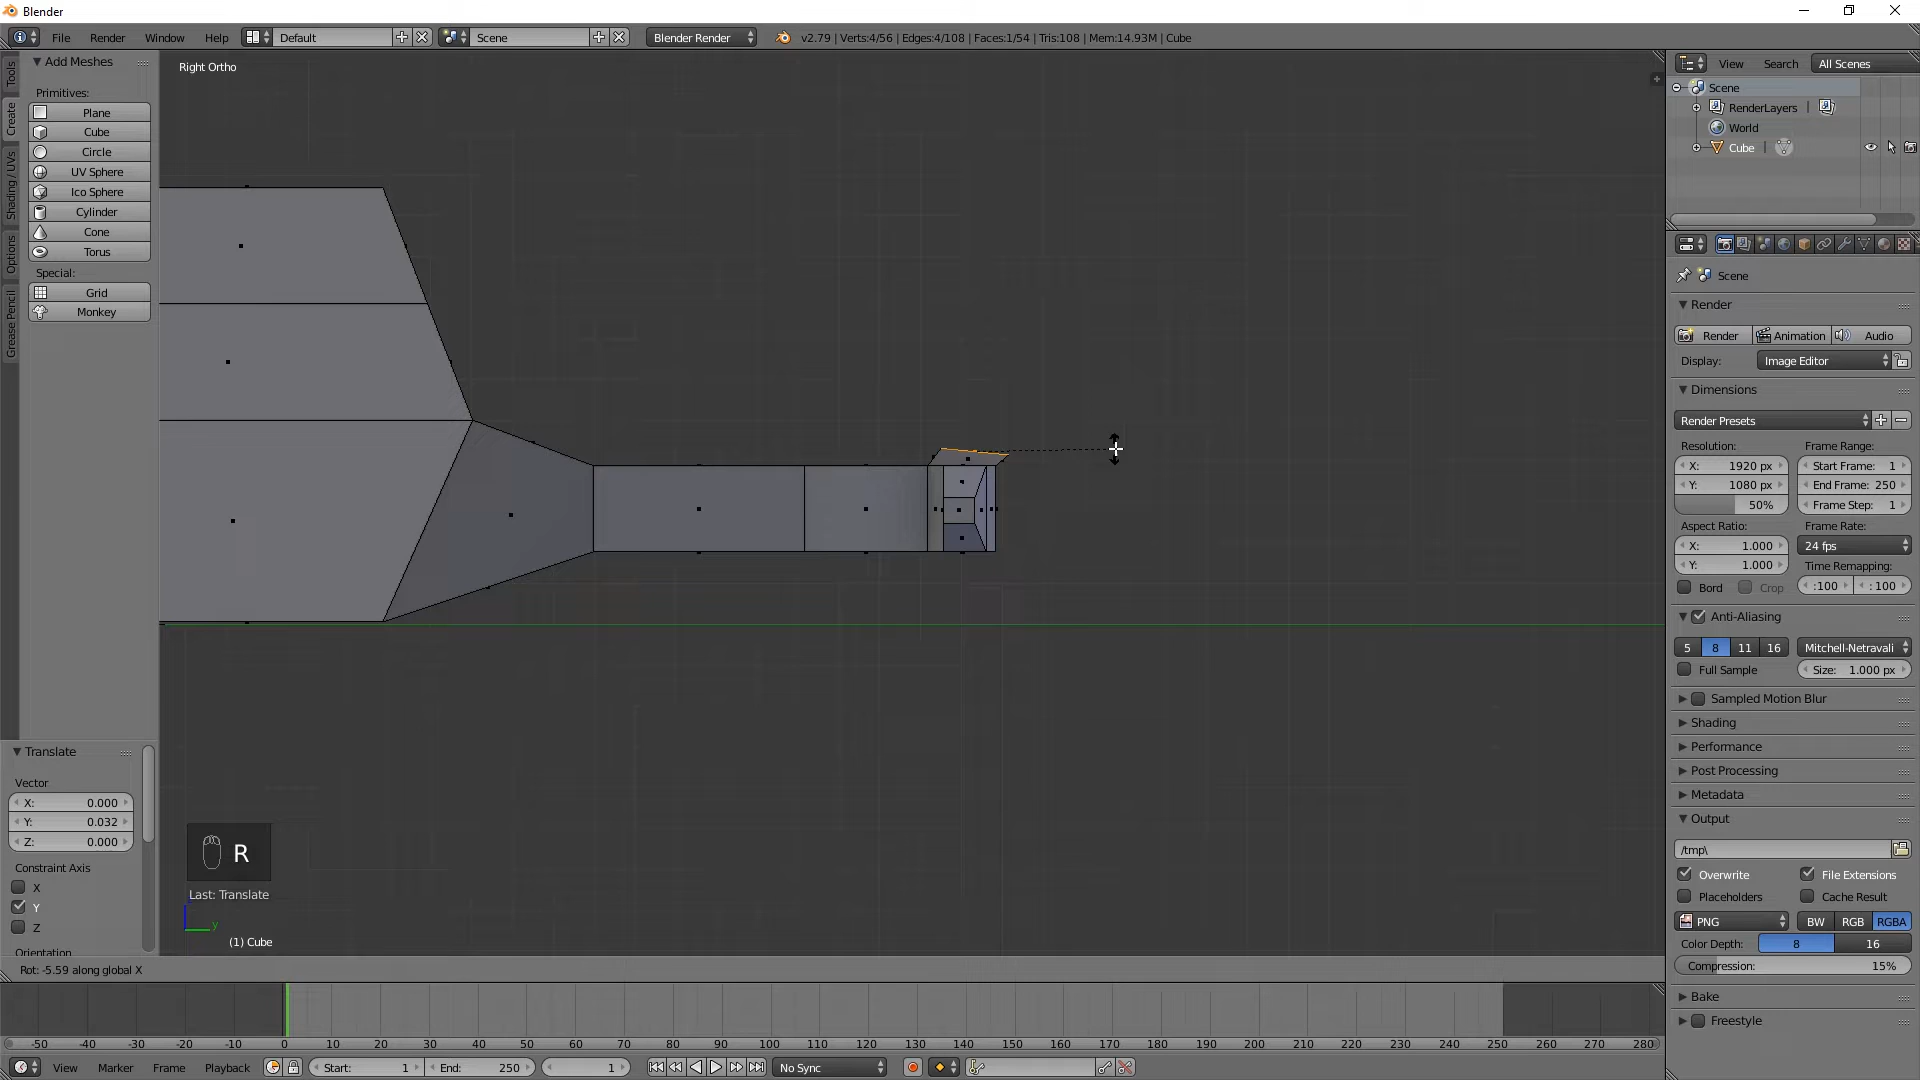 Blender
File Render Window Help Default Scene Blender Render v2.79 | Verts:4/56 | Edges:4/108 | Faces:1/54 | Tris:108 | Mem:14.93M | Cube
Tools
Create
Shading / UVs
Options
Grease Pencil
Add Meshes
Primitives:
Plane
Cube
Circle
UV Sphere
Ico Sphere
Cylinder
Cone
Torus
Special:
Grid
Monkey
Translate
Vector
X: 0.000
Y: 0.032
Z: 0.000
Constraint Axis
X
Y
Z
Orientation
Right Ortho
R
Last: Translate
y
(1) Cube
Rot: -5.59 along global X
-50 -40 -30 -20 -10 0 10 20 30 40 50 60 70 80 90 100 110 120 130 140 150 160 170 180 190 200 210 220 230 240 250 260 270 280
View Marker Frame Playback Start: 1 End: 250 1 No Sync
View Search All Scenes
Scene
RenderLayers |
World
Cube |
Scene
Render
Render Animation Audio
Display: Image Editor
Dimensions
Render Presets
Resolution: Frame Range:
X: 1920 px Start Frame: 1
Y: 1080 px End Frame: 250
50% Frame Step: 1
Aspect Ratio: Frame Rate:
X: 1.000 24 fps
Y: 1.000 Time Remapping:
Bord Crop :100 : 100
Anti-Aliasing
5 8 11 16 Mitchell-Netravali
Full Sample Size: 1.000 px
Sampled Motion Blur
Shading
Performance
Post Processing
Metadata
Output
/tmp\
Overwrite File Extensions
Placeholders Cache Result
PNG BW RGB RGBA
Color Depth: 8 16
Compression: 15%
Bake
Freestyle